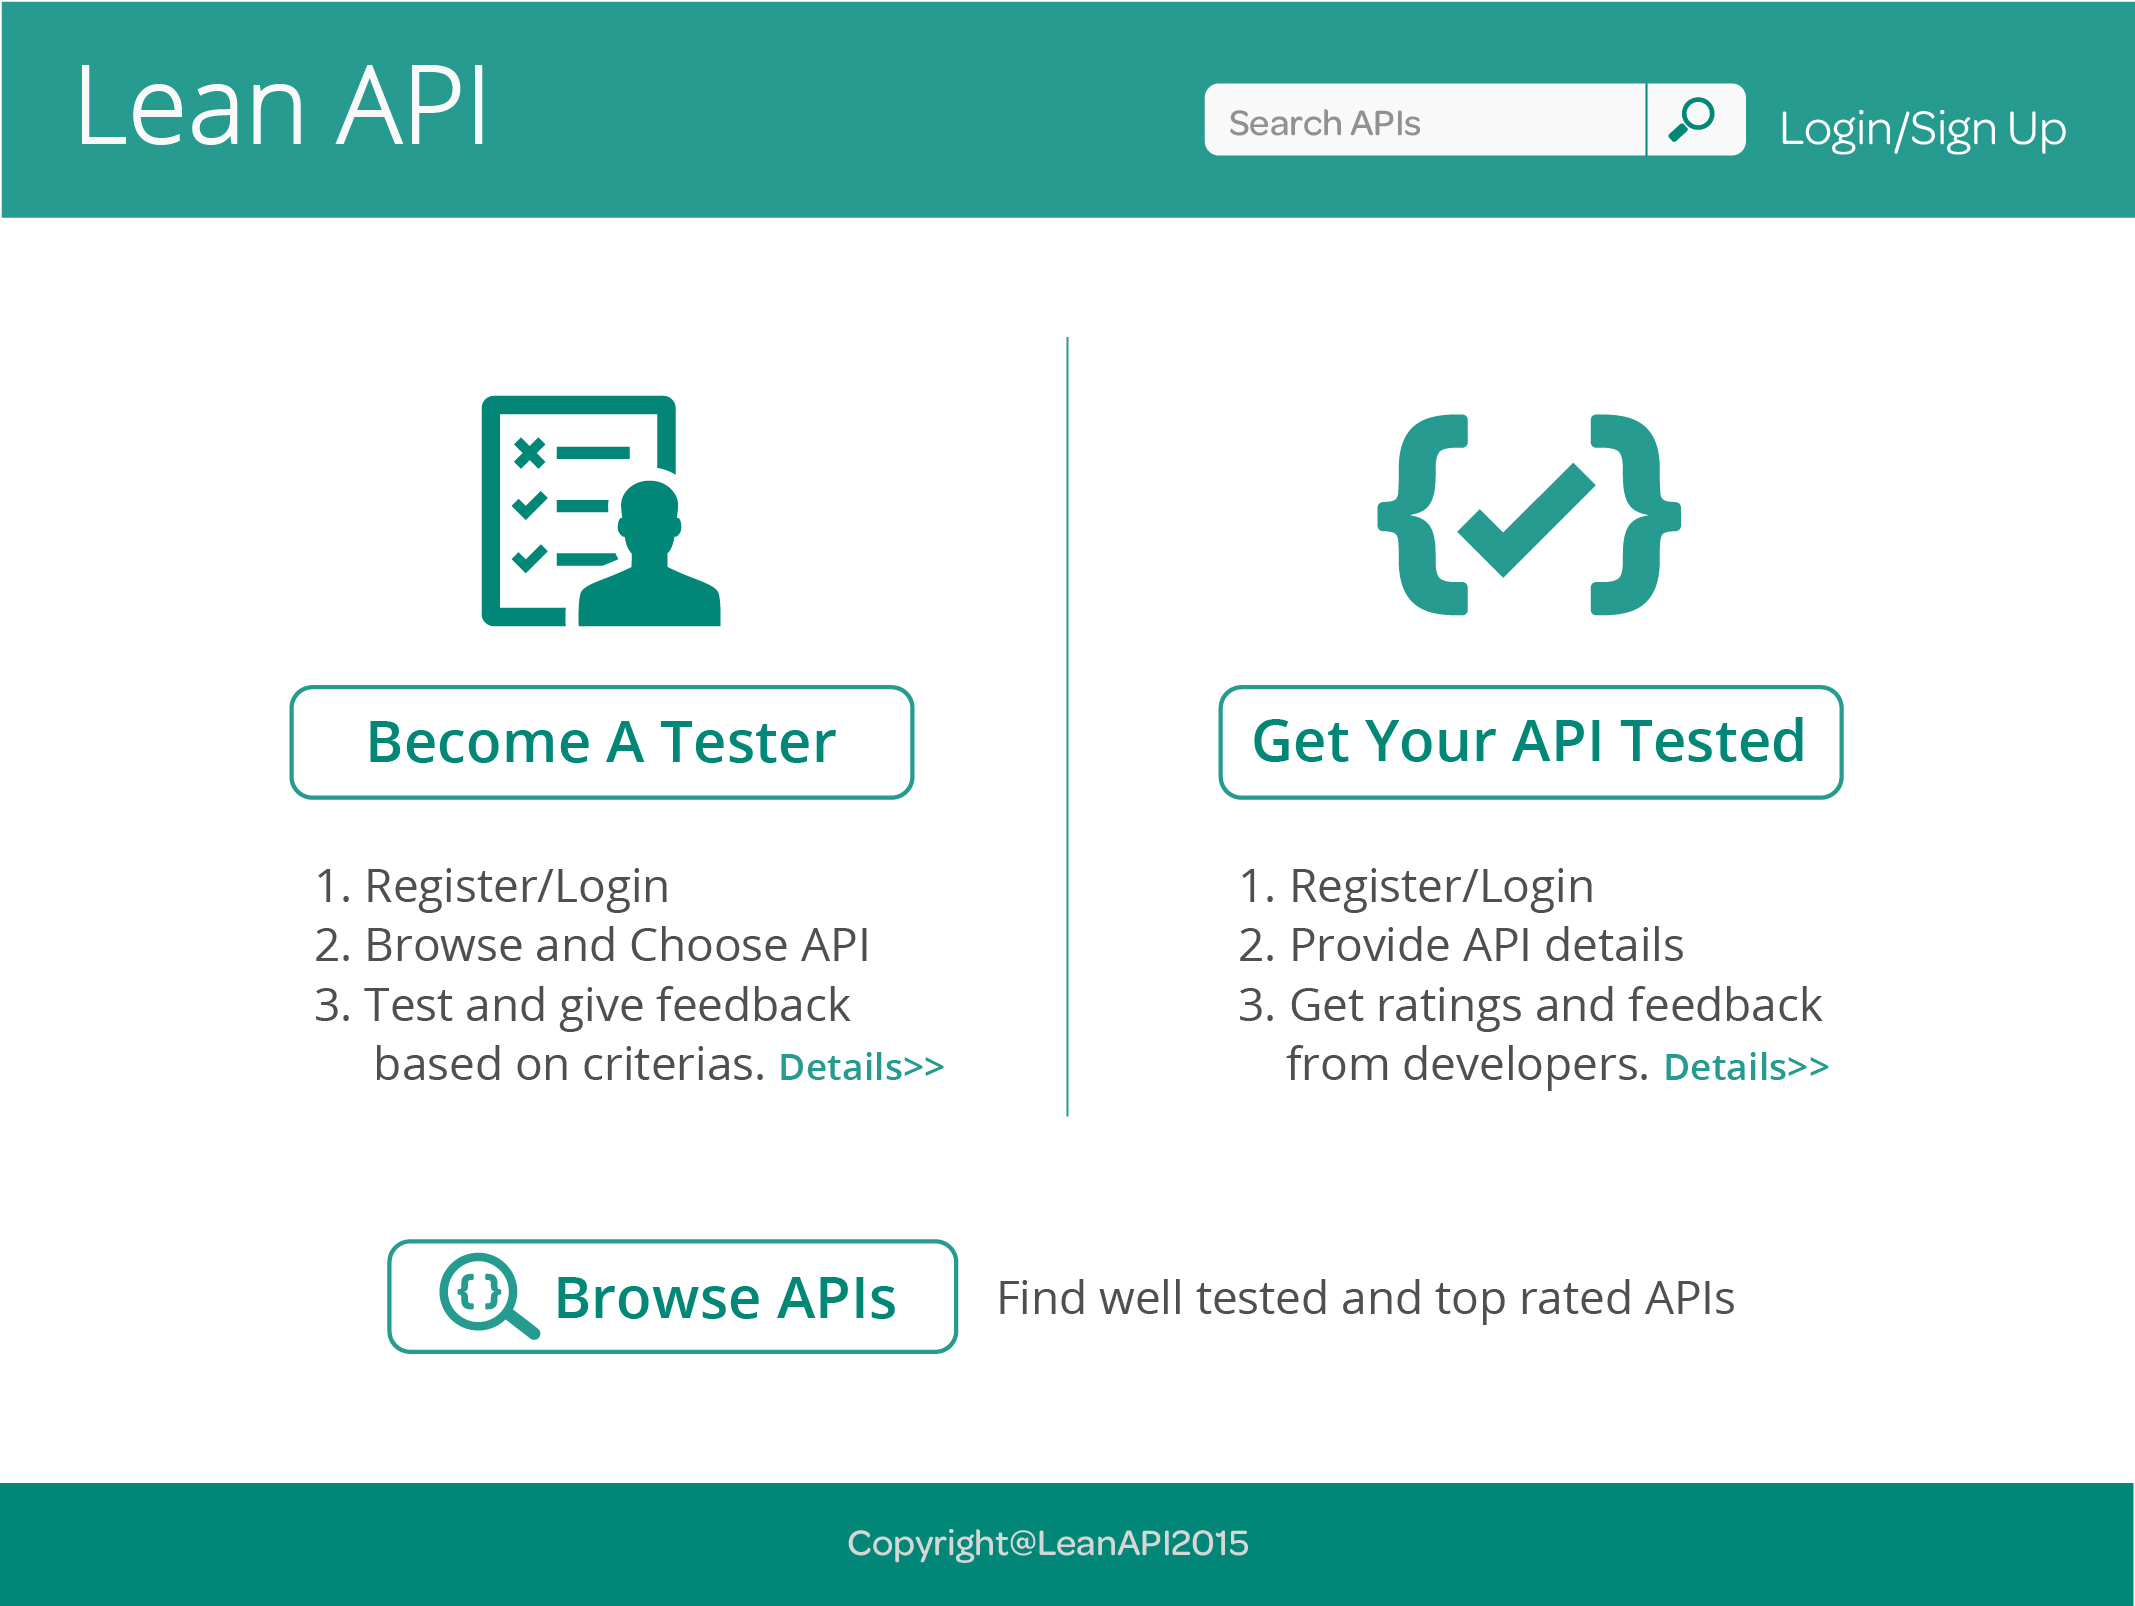 Lean API
Search APIs
Login/Sign Up
Become A Tester
1. Register/Login
2. Browse and Choose API
3. Test and give feedback
based on criterias. Details>>
Get Your API Tested
1. Register/Login
2. Provide API details
3. Get ratings and feedback
from developers. Details>>
{ } Browse APIs
Find well tested and top rated APIs
Copyright@LeanAPI2015